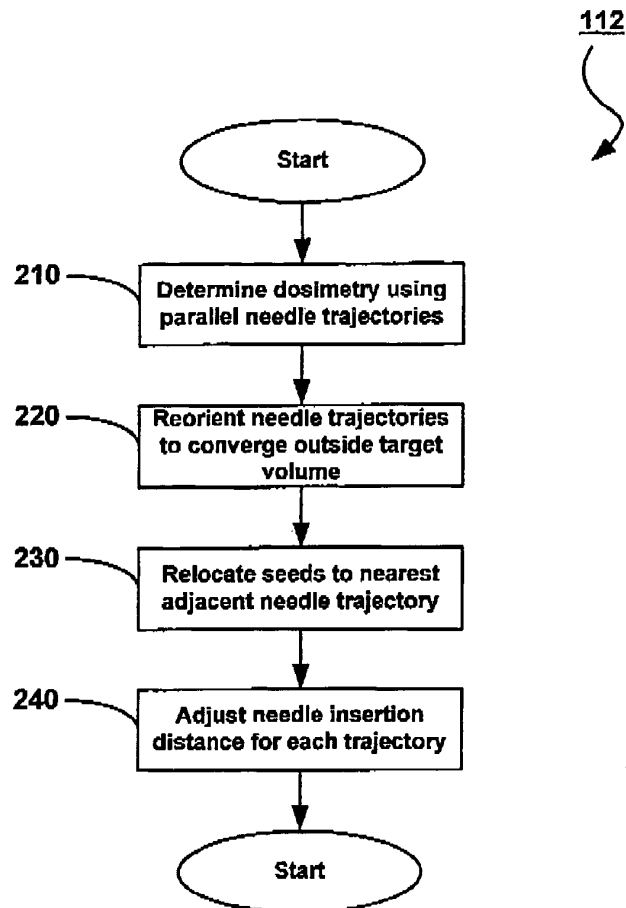 112
Start
210
Determine dosimetry using
parallel needle trajectories
220
Reorient needle trajectories
to converge outside target
volume
230
Relocate seeds to nearest
adjacent needle trajectory
240
Adjust needle insertion
distance for each trajectory
Start